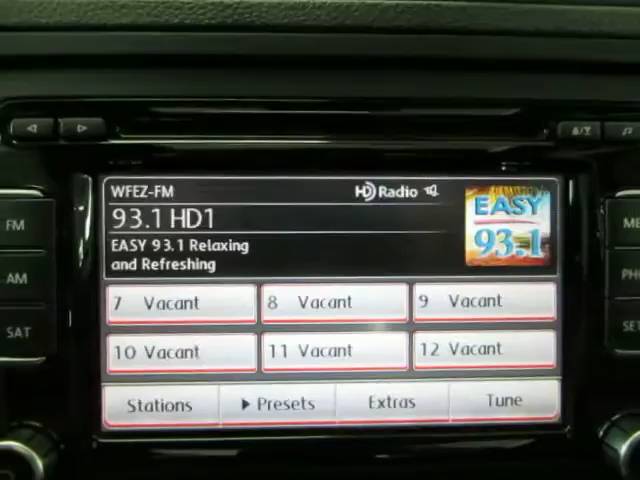 WFEZ-FM
HD Radio
93.1 HD1
EASY 93.1 Relaxing
and Refreshing
EASY
93.1
FM
AM
SAT
7 Vacant
8 Vacant
9 Vacant
10 Vacant
11 Vacant
12 Vacant
Stations
Presets
Extras
Tune